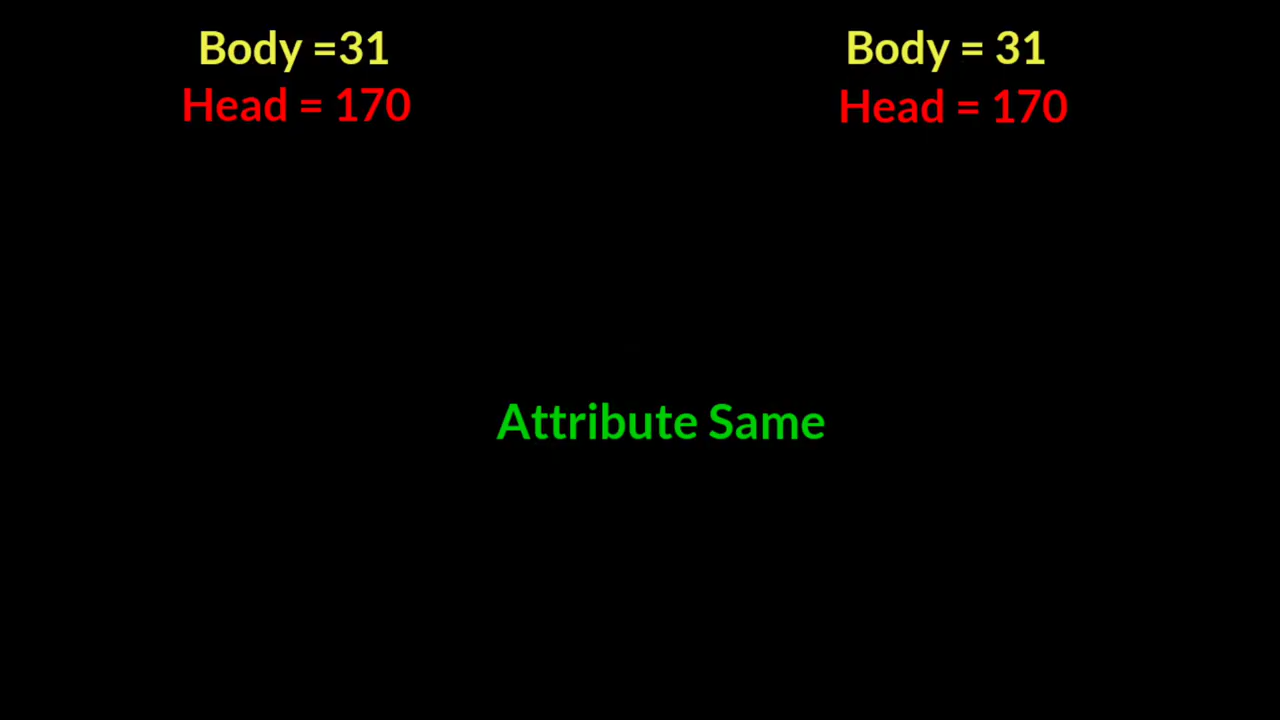 Body =31
Head = 170
Body = 31
Head = 170
Attribute Same